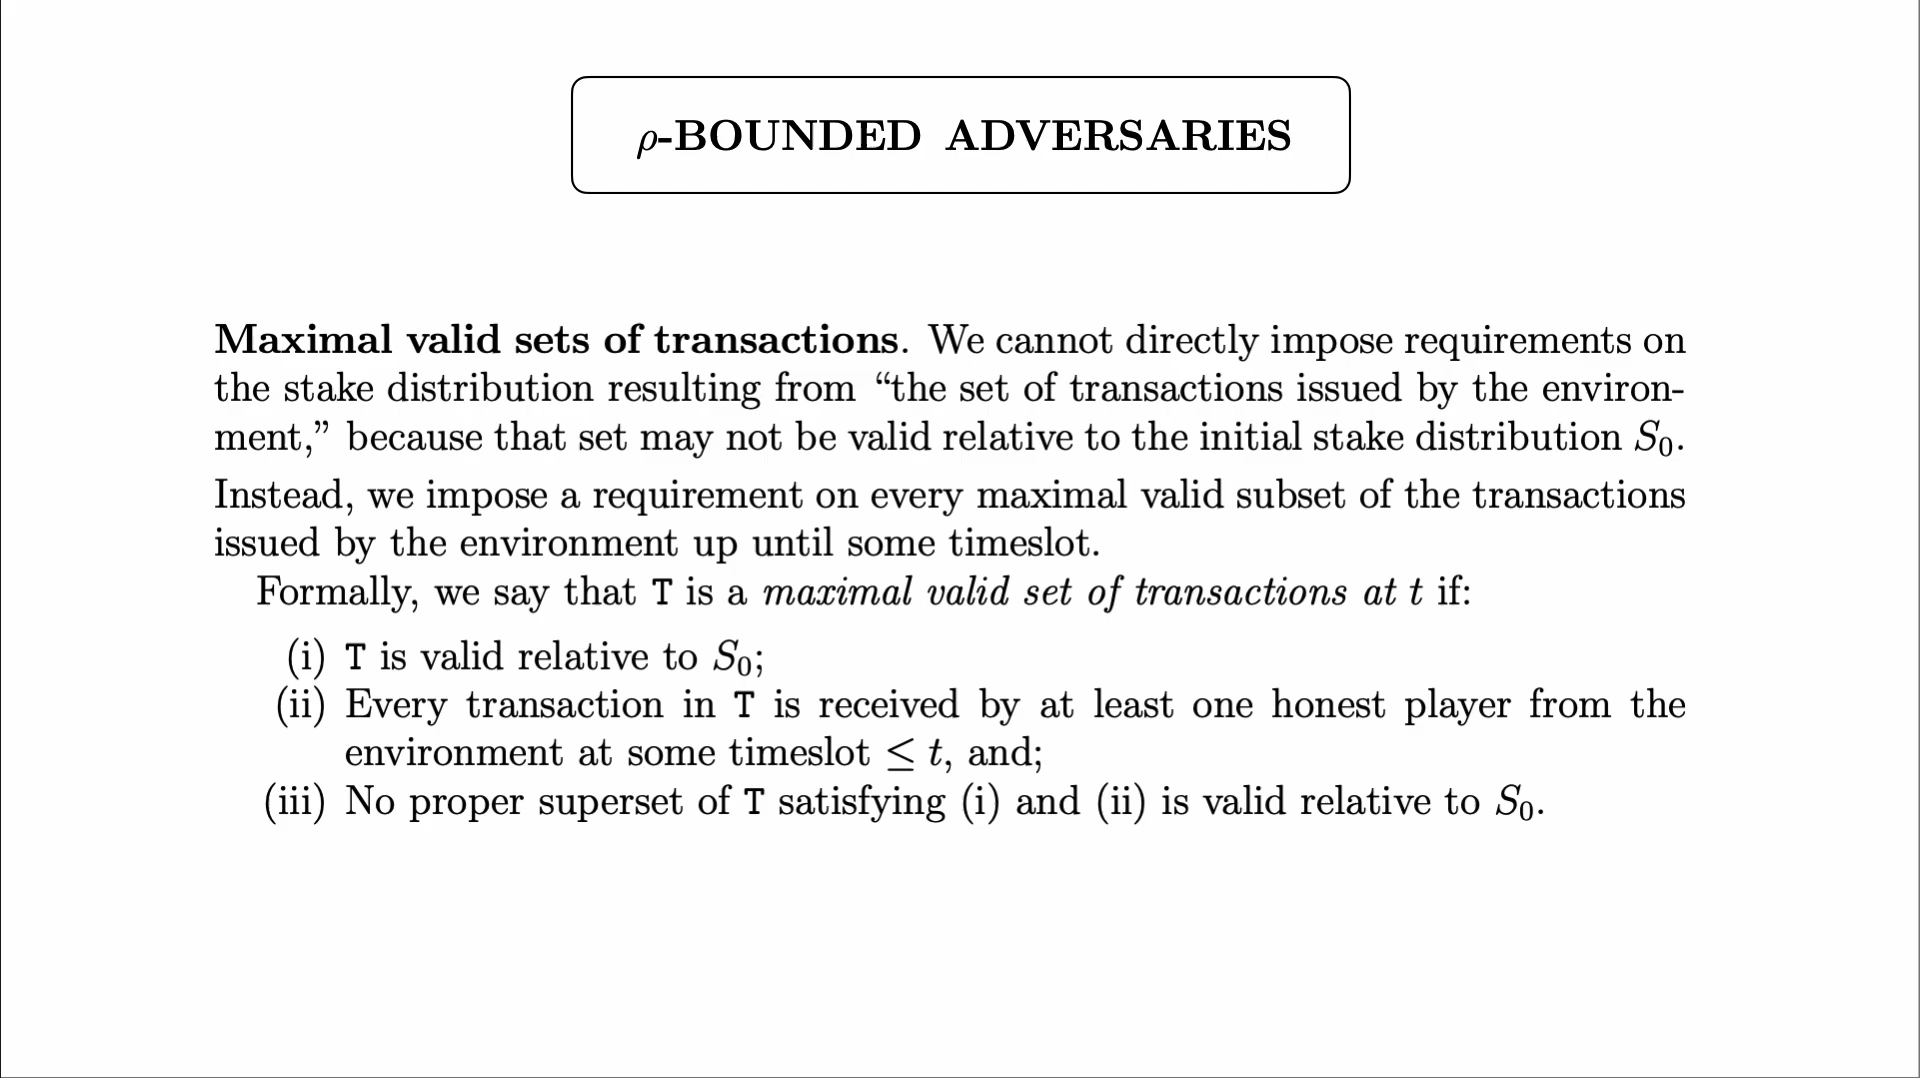 ρ-BOUNDED ADVERSARIES
Maximal valid sets of transactions. We cannot directly impose requirements on
the stake distribution resulting from “the set of transactions issued by the environ-
ment,” because that set may not be valid relative to the initial stake distribution S₀.
Instead, we impose a requirement on every maximal valid subset of the transactions
issued by the environment up until some timeslot.
Formally, we say that T is a maximal valid set of transactions at t if:
(i) T is valid relative to S₀;
(ii) Every transaction in T is received by at least one honest player from the
environment at some timeslot ≤ t, and;
(iii) No proper superset of T satisfying (i) and (ii) is valid relative to S₀.